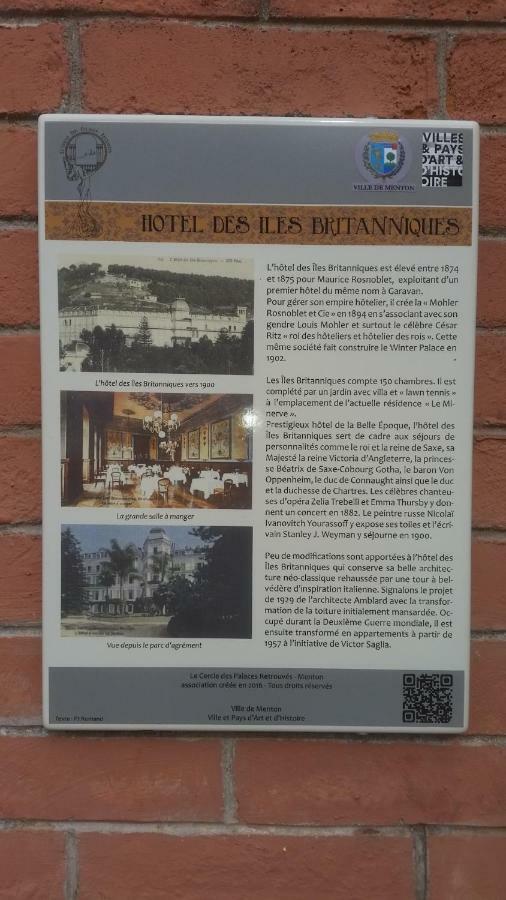 VILLE DE MENTON
VILLES
& PAYS
D'ART &
D'HISTO
OIRE
HOTEL DES ILES BRITANNIQUES
L'hôtel des Îles Britanniques vers 1900
La grande salle à manger
Vue depuis le parc d'agrément
L'hôtel des Îles Britanniques est élevé entre 1874
et 1875 pour Maurice Rosnoblet, exploitant d'un
premier hôtel du même nom à Garavan.
Pour gérer son empire hôtelier, il crée la « Mohler
Rosnoblet et Cie » en 1894 en s'associant avec son
gendre Louis Mohler et surtout le célèbre César
Ritz « roi des hôteliers et hôtelier des rois ». Cette
même société fait construire le Winter Palace en
1902.
Les Îles Britanniques compte 150 chambres. Il est
complété par un jardin avec villa et « lawn tennis »
à l'emplacement de l'actuelle résidence « Le Mi-
nerve ».
Prestigieux hôtel de la Belle Époque, l'hôtel des
Îles Britanniques sert de cadre aux séjours de
personnalités comme le roi et la reine de Saxe, sa
Majesté la reine Victoria d'Angleterre, la princes-
se Béatrix de Saxe-Cobourg Gotha, le baron Von
Oppenheim, le duc de Connaught ainsi que le duc
et la duchesse de Chartres. Les célèbres chanteu-
ses d'opéra Zelia Trebelli et Emma Thursby y don-
nent un concert en 1882. Le peintre russe Nicolaï
Ivanovitch Yourassoff y expose ses toiles et l'écri-
vain Stanley J. Weyman y séjourne en 1900.
Peu de modifications sont apportées à l'hôtel des
Îles Britanniques qui conserve sa belle architec-
ture néo-classique rehaussée par une tour à bel-
védère d'inspiration italienne. Signalons le projet
de 1929 de l'architecte Amblard avec la transfor-
mation de la toiture initialement mansardée. Oc-
cupé durant la Deuxième Guerre mondiale, il est
ensuite transformé en appartements à partir de
1957 à l'initiative de Victor Saglia.
Le Cercle des Palaces Retrouvés - Menton
association créée en 2016 - Tous droits réservés
Ville de Menton
Ville et Pays d'Art et d'Histoire
Texte : PJ Romano